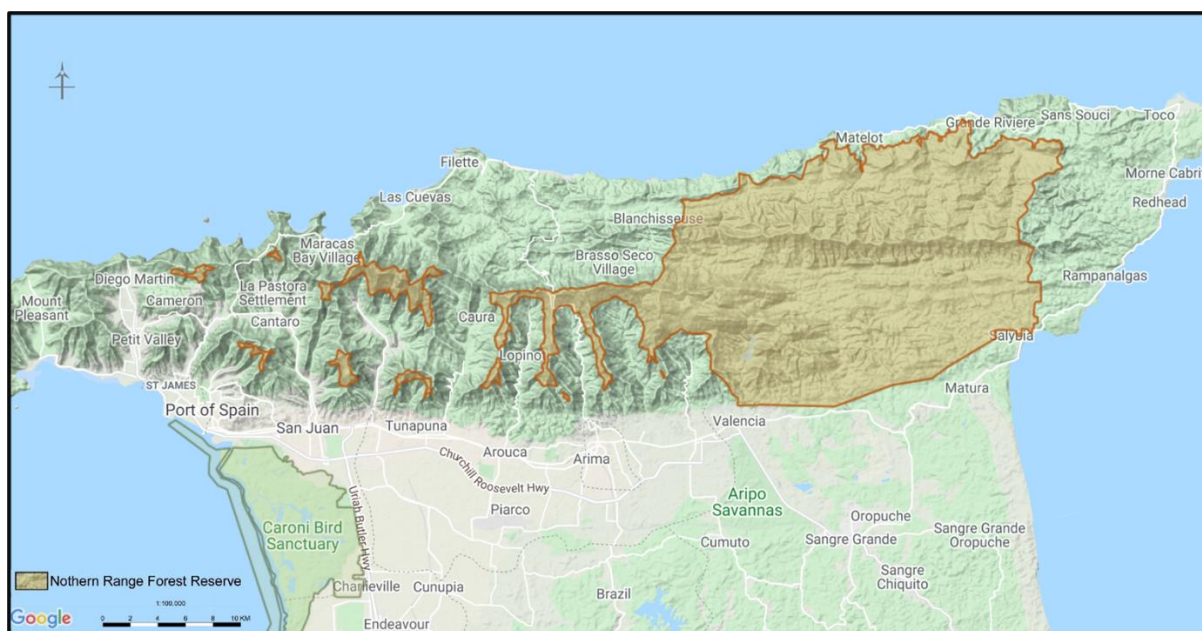 Matelot
Grande Riviere
Sans Souci
Toco
Filette
Morne Cabri
Las Cuevas
Redhead
Blanchisseuse
Maracas
Bay Village
Brasso Seco
Village
Diego Martin
La Pastora
Settlement
Rampanalgas
Mount
Pleasant
Cameron
Cantaro
Caura
Petit Valley
Lopinot
Salybia
ST JAMES
Matura
Port of Spain
San Juan
Tunapuna
Valencia
Arouca
Arima
Churchill Roosevelt Hwy
Uriah Butler Hwy
Piarco
Aripo
Savannas
Caroni Bird
Sanctuary
Oropuche
Sangre Grande
Oropuche
Cumuto
Sangre Grande
Sangre
Chiquito
Nothern Range Forest Reserve
Charlieville
Cunupia
Brazil
1:100.000
Google
0 2 4 6 8 10 KM
Endeavour